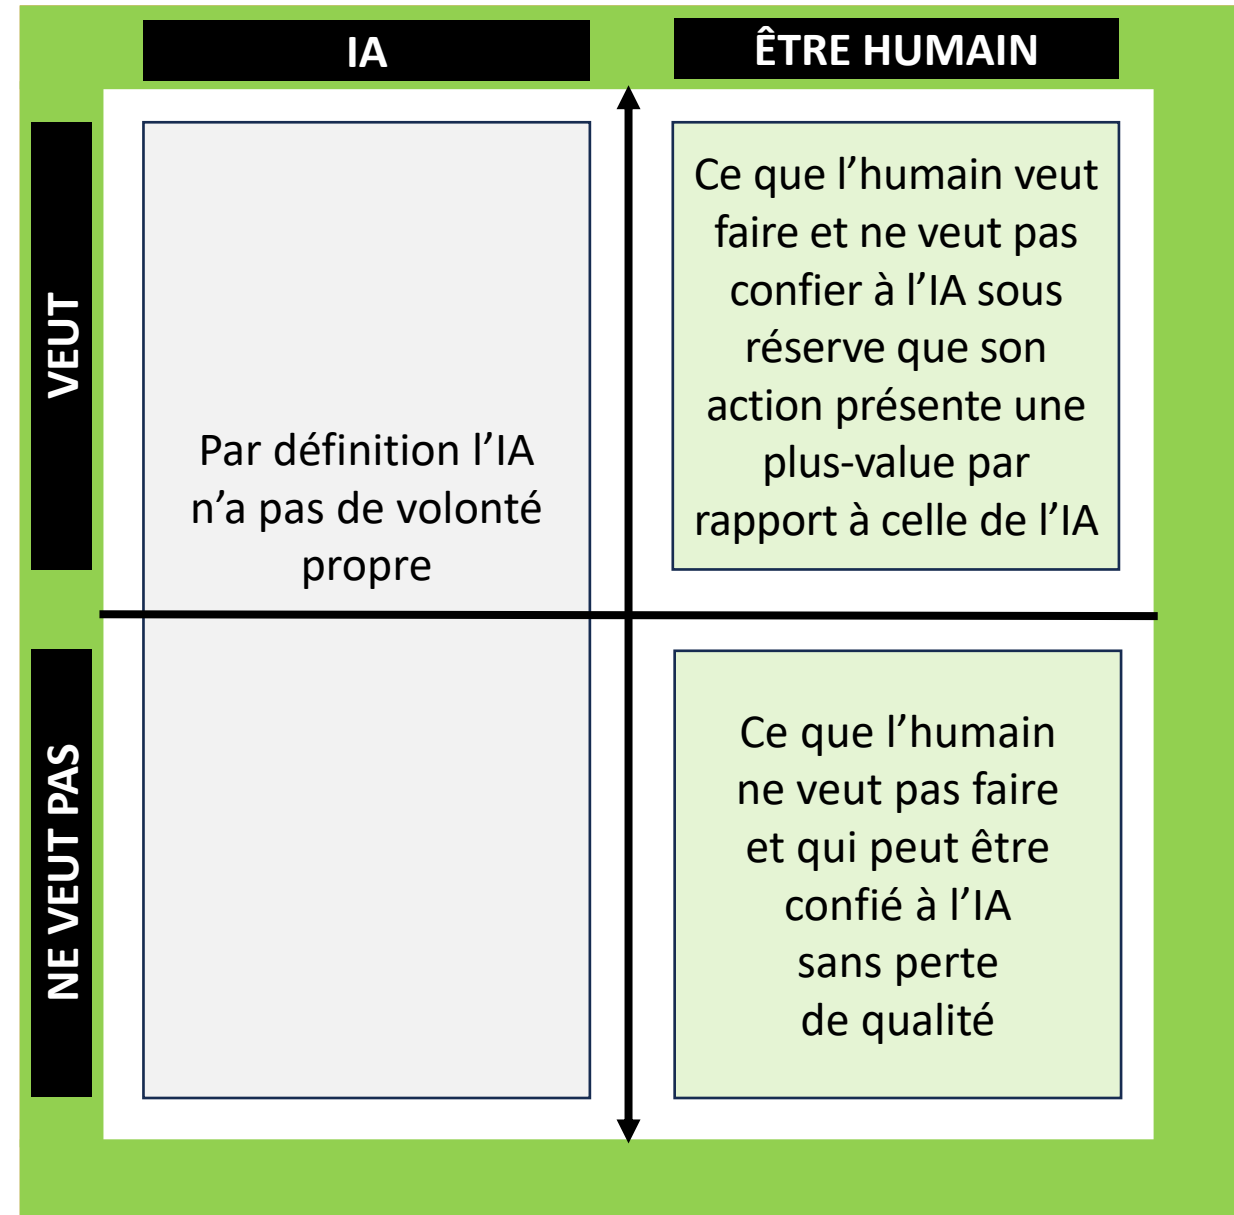 IA
ÊTRE HUMAIN
VEUT
Par définition l’IA
n’a pas de volonté
propre
Ce que l’humain veut
faire et ne veut pas
confier à l’IA sous
réserve que son
action présente une
plus-value par
rapport à celle de l’IA
NE VEUT PAS
Ce que l’humain
ne veut pas faire
et qui peut être
confié à l’IA
sans perte
de qualité